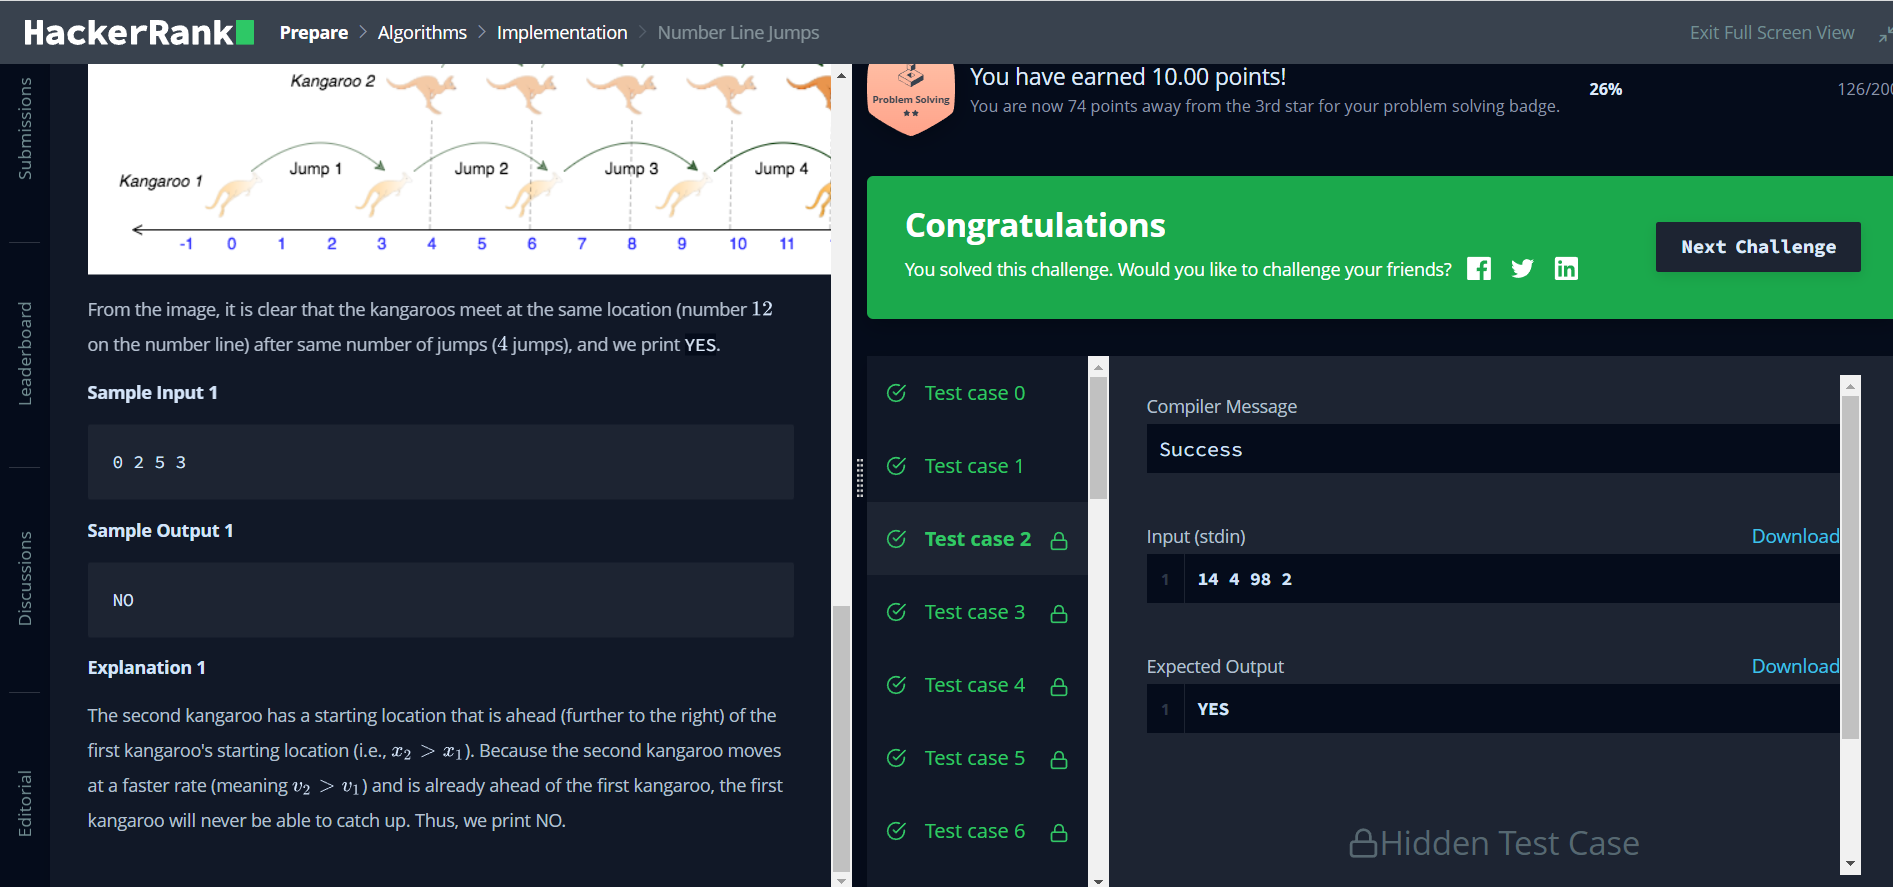 HackerRank Prepare > Algorithms > Implementation > Number Line Jumps Exit Full Screen View
Submissions
Leaderboard
Discussions
Editorial
Kangaroo 2
Jump 1 Jump 2 Jump 3 Jump 4
Kangaroo 1
-1 0 1 2 3 4 5 6 7 8 9 10 11
From the image, it is clear that the kangaroos meet at the same location (number 12
on the number line) after same number of jumps (4 jumps), and we print YES.
Sample Input 1
0 2 5 3
Sample Output 1
NO
Explanation 1
The second kangaroo has a starting location that is ahead (further to the right) of the
first kangaroo's starting location (i.e., x₂ > x₁). Because the second kangaroo moves
at a faster rate (meaning v₂ > v₁) and is already ahead of the first kangaroo, the first
kangaroo will never be able to catch up. Thus, we print NO.
Problem Solving
You have earned 10.00 points!
You are now 74 points away from the 3rd star for your problem solving badge.
26% 126/200
Congratulations
You solved this challenge. Would you like to challenge your friends?
Next Challenge
Test case 0
Test case 1
Test case 2
Test case 3
Test case 4
Test case 5
Test case 6
Compiler Message
Success
Input (stdin) Download
1 14 4 98 2
Expected Output Download
1 YES
Hidden Test Case